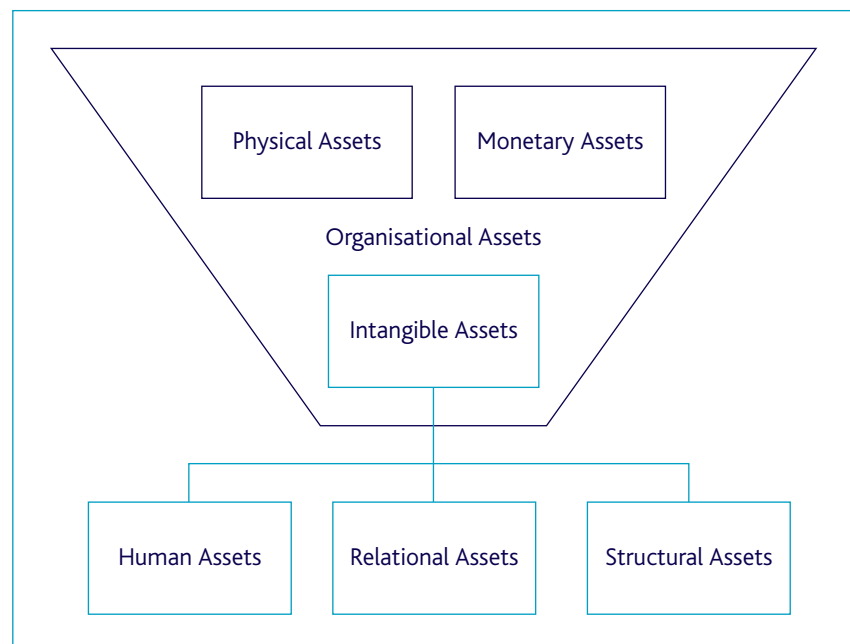 Physical Assets
Monetary Assets
Organisational Assets
Intangible Assets
Human Assets
Relational Assets
Structural Assets